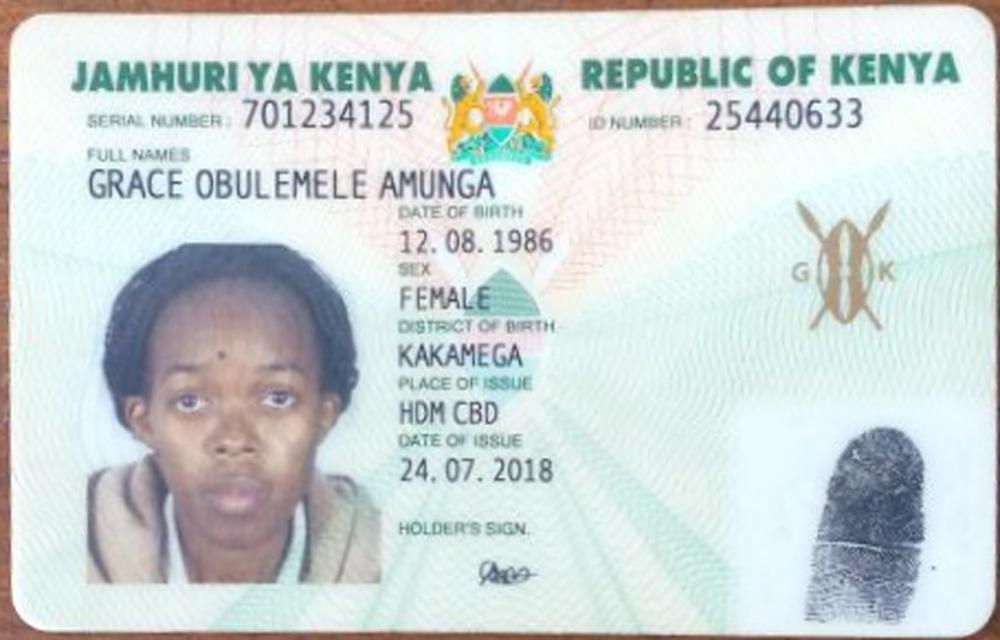 JAMHURI YA KENYA REPUBLIC OF KENYA
SERIAL NUMBER : 701234125 ID NUMBER : 25440633
FULL NAMES
GRACE OBULEMELE AMUNGA
DATE OF BIRTH
12. 08. 1986
SEX
FEMALE
DISTRICT OF BIRTH
KAKAMEGA
PLACE OF ISSUE
HDM CBD
DATE OF ISSUE
24. 07. 2018
HOLDER'S SIGN.
G K